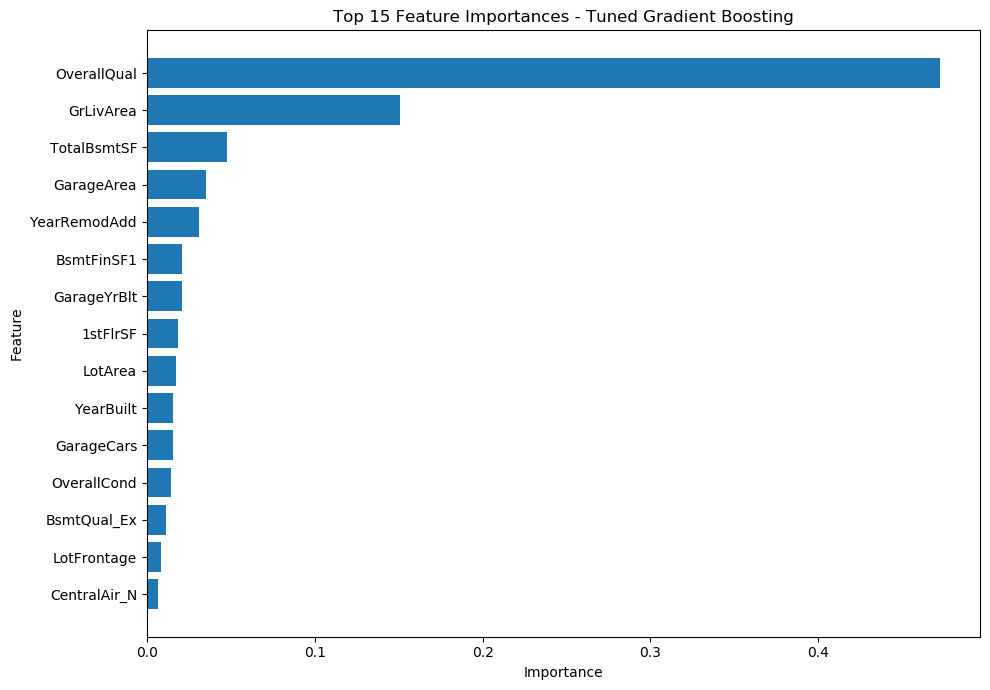 Top 15 Feature Importances - Tuned Gradient Boosting
OverallQual
GrLivArea
TotalBsmtSF
GarageArea
YearRemodAdd
BsmtFinSF1
GarageYrBlt
1stFlrSF
LotArea
YearBuilt
GarageCars
OverallCond
BsmtQual_Ex
LotFrontage
CentralAir_N
Feature
0.0 0.1 0.2 0.3 0.4
Importance